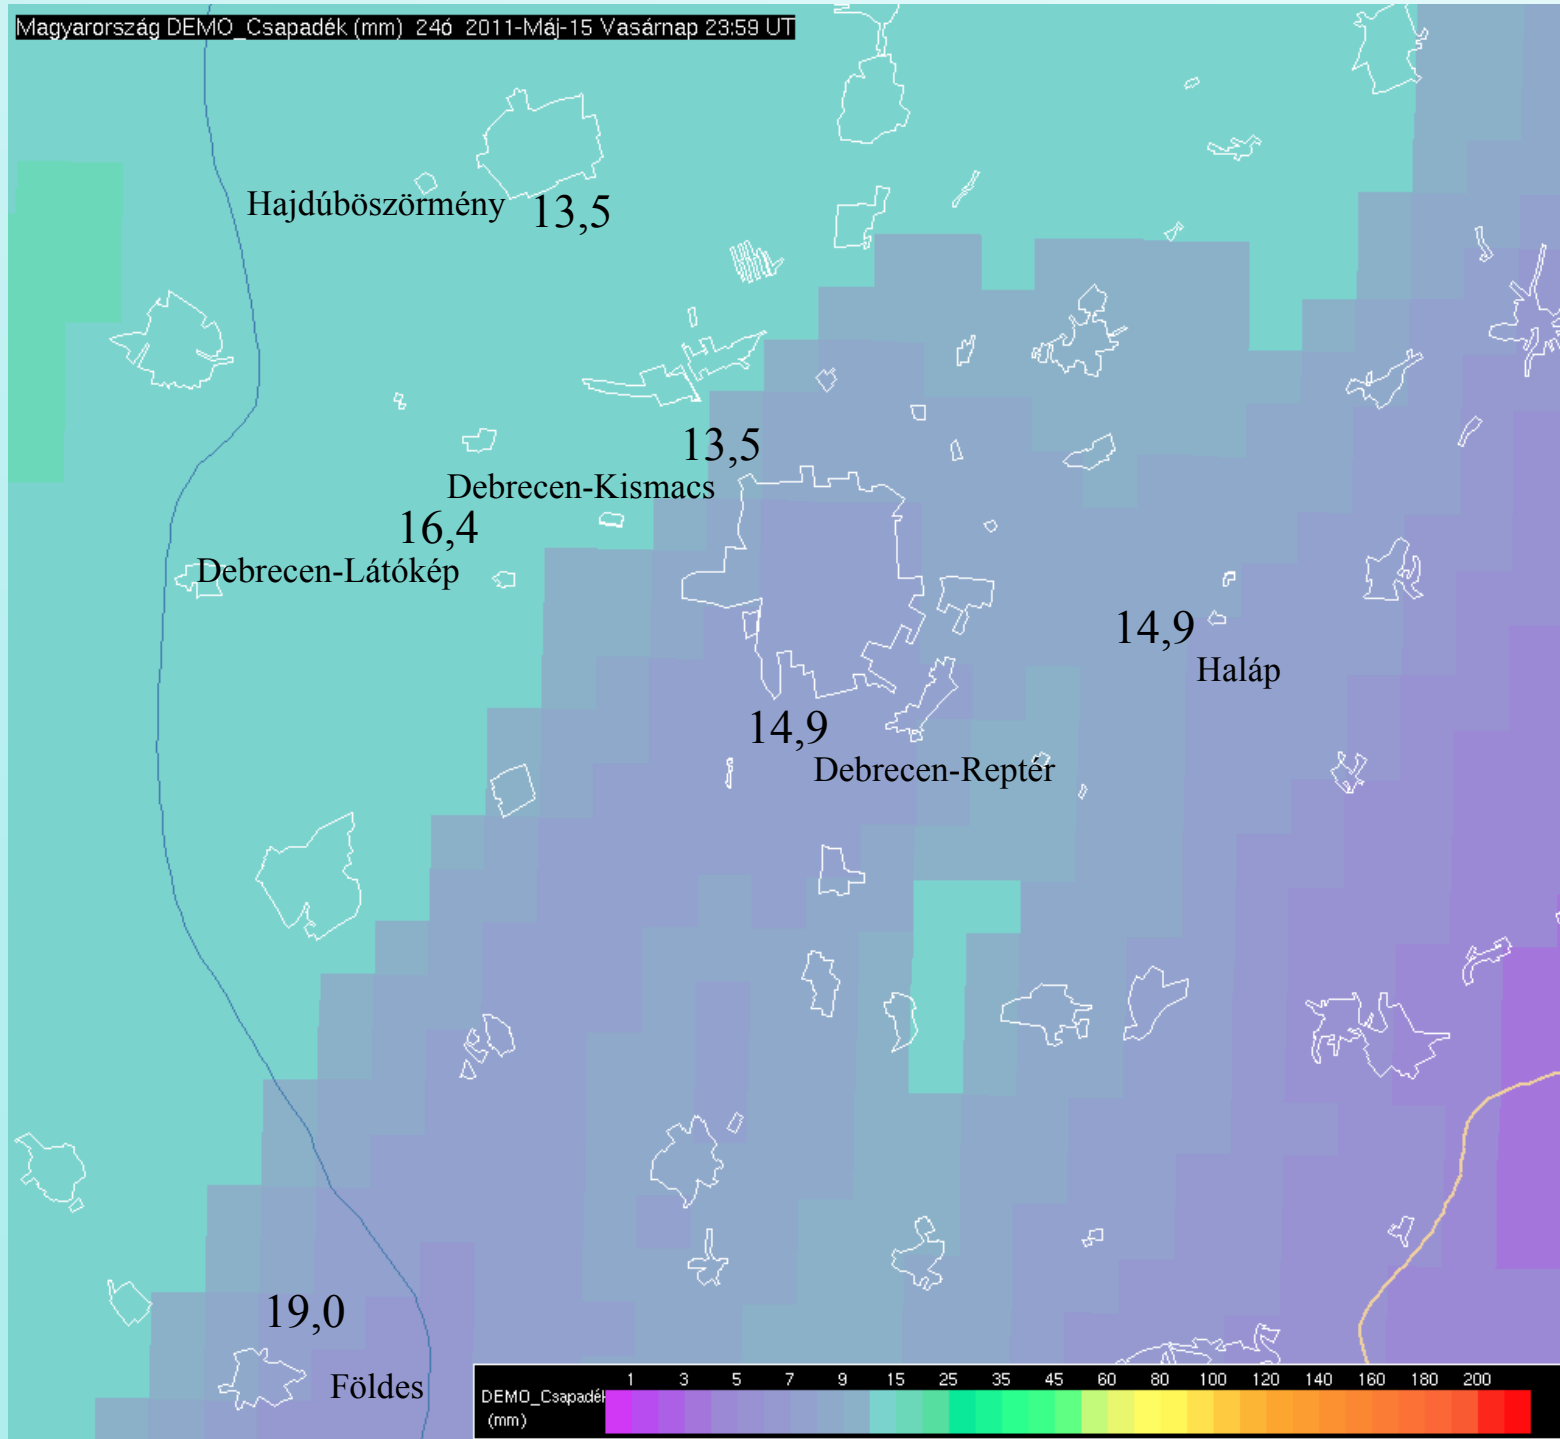 Magyarország DEMO_Csapadék (mm) 24ó 2011-Máj-15 Vasárnap 23:59 UT
Hajdúböszörmény 13,5
13,5
Debrecen-Kismacs
16,4
Debrecen-Látókép
14,9
Haláp
14,9
Debrecen-Reptér
19,0
Földes
1 3 5 7 9 15 25 35 45 60 80 100 120 140 160 180 200
DEMO_Csapadék
(mm)